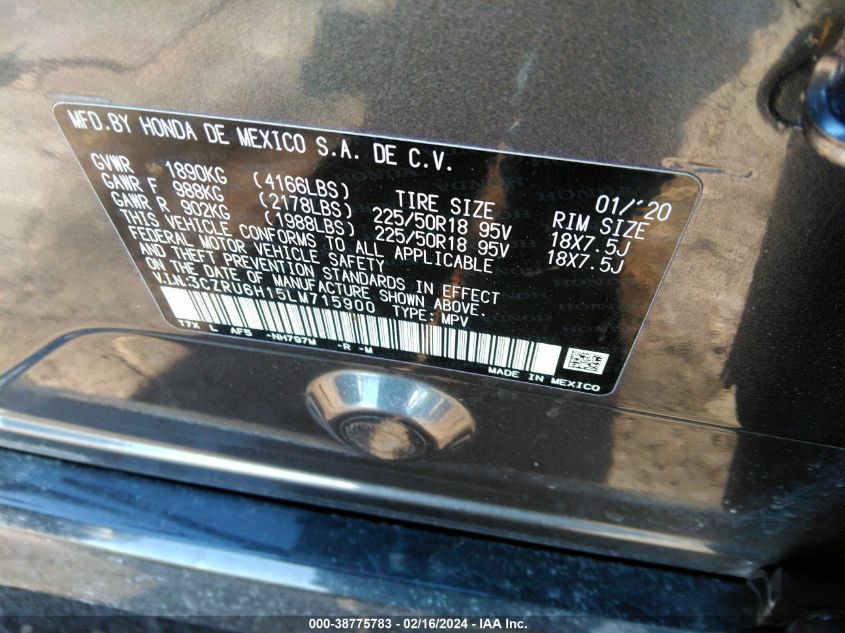 MFD.BY HONDA DE MEXICO S.A. DE C.V.
01/'20
GVWR 1890KG (4166LBS) TIRE SIZE RIM SIZE
GAWR F 988KG (2178LBS) 225/50R18 95V 18X7.5J
GAWR R 902KG (1988LBS) 225/50R18 95V 18X7.5J
THIS VEHICLE CONFORMS TO ALL APPLICABLE
FEDERAL MOTOR VEHICLE SAFETY
AND THEFT PREVENTION STANDARDS IN EFFECT
ON THE DATE OF MANUFACTURE SHOWN ABOVE.
V.I.N. 3CZRU6H15LM715900 TYPE: MPV
T7X L AF5 -NH797M -R -M
MADE IN MEXICO
000-38775783 - 02/16/2024 - IAA Inc.